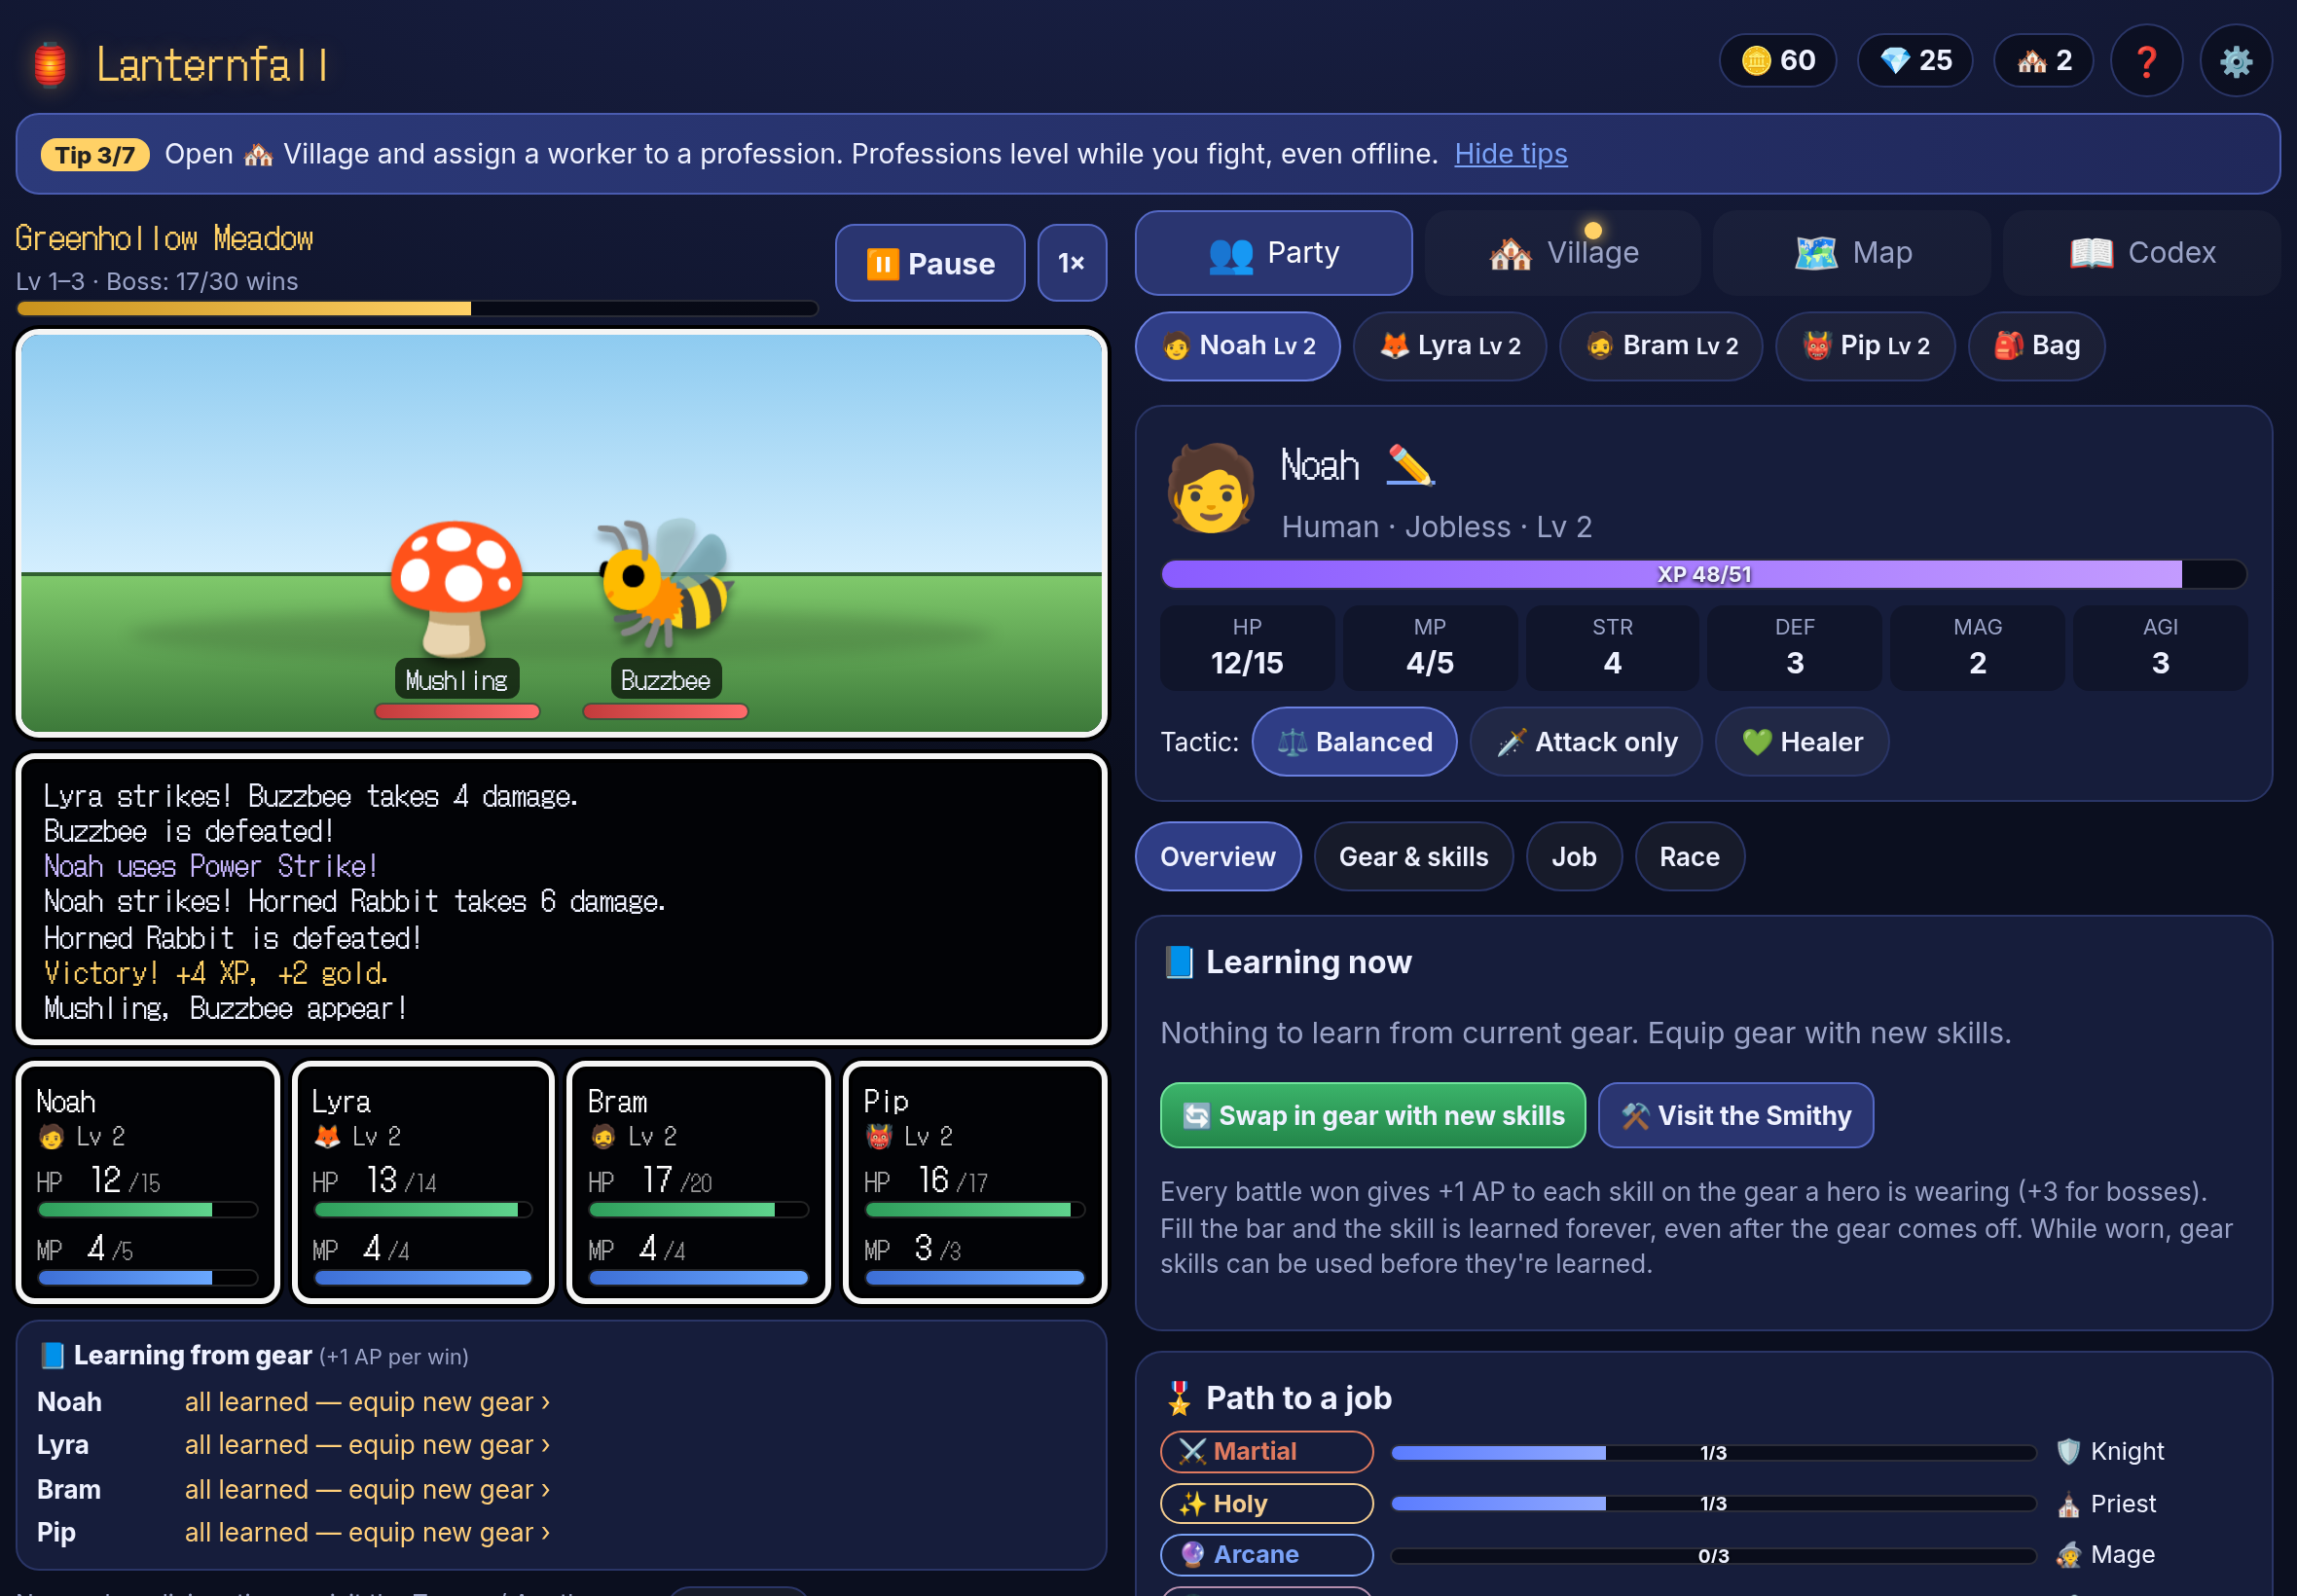 Lanternfall
60
25
2
Tip 3/7 Open Village and assign a worker to a profession. Professions level while you fight, even offline. Hide tips
Greenhollow Meadow
Lv 1–3 · Boss: 17/30 wins
Pause
1×
Mushling
Buzzbee
Lyra strikes! Buzzbee takes 4 damage.
Buzzbee is defeated!
Noah uses Power Strike!
Noah strikes! Horned Rabbit takes 6 damage.
Horned Rabbit is defeated!
Victory! +4 XP, +2 gold.
Mushling, Buzzbee appear!
Noah
Lv 2
HP 12 /15
MP 4 /5
Lyra
Lv 2
HP 13 /14
MP 4 /4
Bram
Lv 2
HP 17 /20
MP 4 /4
Pip
Lv 2
HP 16 /17
MP 3 /3
Learning from gear (+1 AP per win)
Noah all learned — equip new gear ›
Lyra all learned — equip new gear ›
Bram all learned — equip new gear ›
Pip all learned — equip new gear ›
Party
Village
Map
Codex
Noah Lv 2
Lyra Lv 2
Bram Lv 2
Pip Lv 2
Bag
Noah
Human · Jobless · Lv 2
XP 48/51
HP
12/15
MP
4/5
STR
4
DEF
3
MAG
2
AGI
3
Tactic: Balanced Attack only Healer
Overview
Gear & skills
Job
Race
Learning now
Nothing to learn from current gear. Equip gear with new skills.
Swap in gear with new skills
Visit the Smithy
Every battle won gives +1 AP to each skill on the gear a hero is wearing (+3 for bosses).
Fill the bar and the skill is learned forever, even after the gear comes off. While worn, gear
skills can be used before they're learned.
Path to a job
Martial 1/3 Knight
Holy 1/3 Priest
Arcane 0/3 Mage